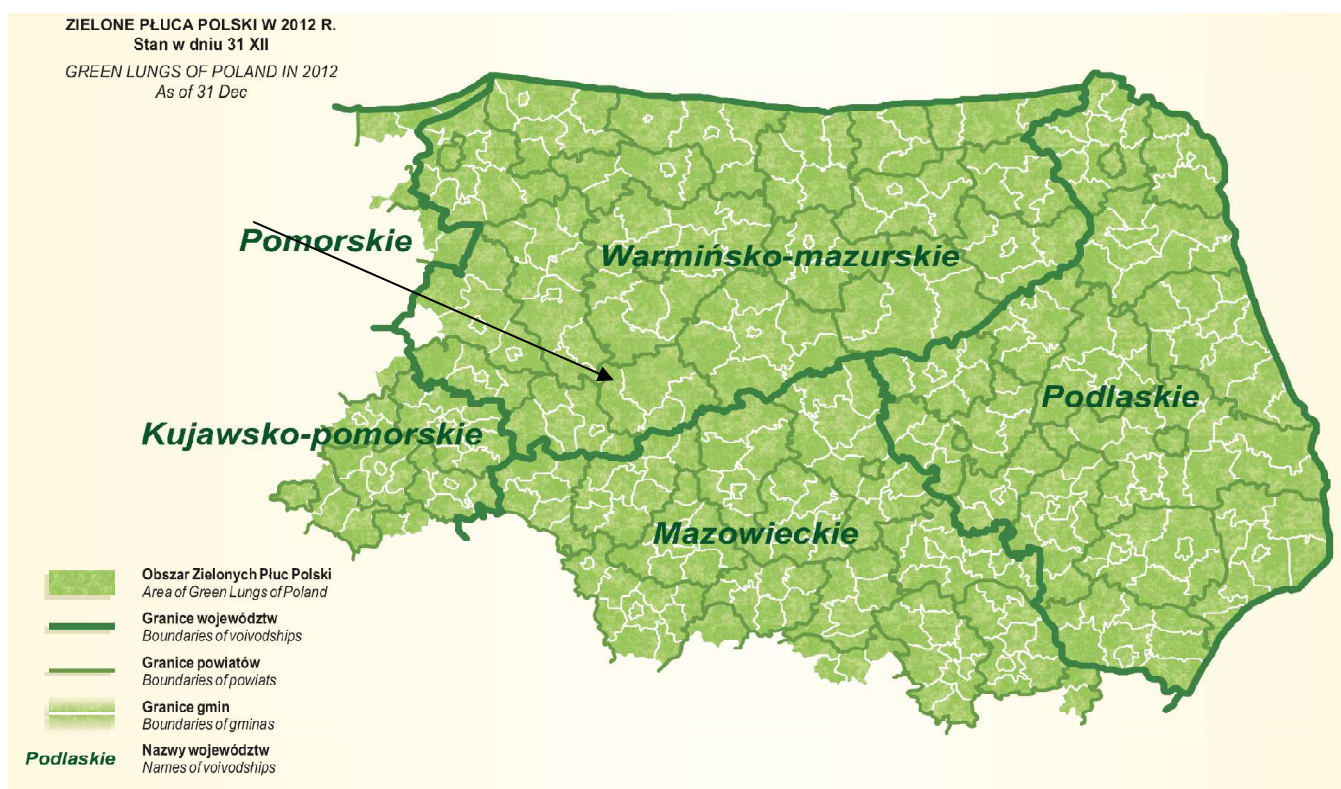 ZIELONE PŁUCA POLSKI W 2012 R.
Stan w dniu 31 XII
GREEN LUNGS OF POLAND IN 2012
As of 31 Dec
Pomorskie
Warmińsko-mazurskie
Podlaskie
Kujawsko-pomorskie
Mazowieckie
Obszar Zielonych Płuc Polski
Area of Green Lungs of Poland
Granice województw
Boundaries of voivodships
Granice powiatów
Boundaries of powiats
Granice gmin
Boundaries of gminas
Podlaskie
Nazwy województw
Names of voivodships